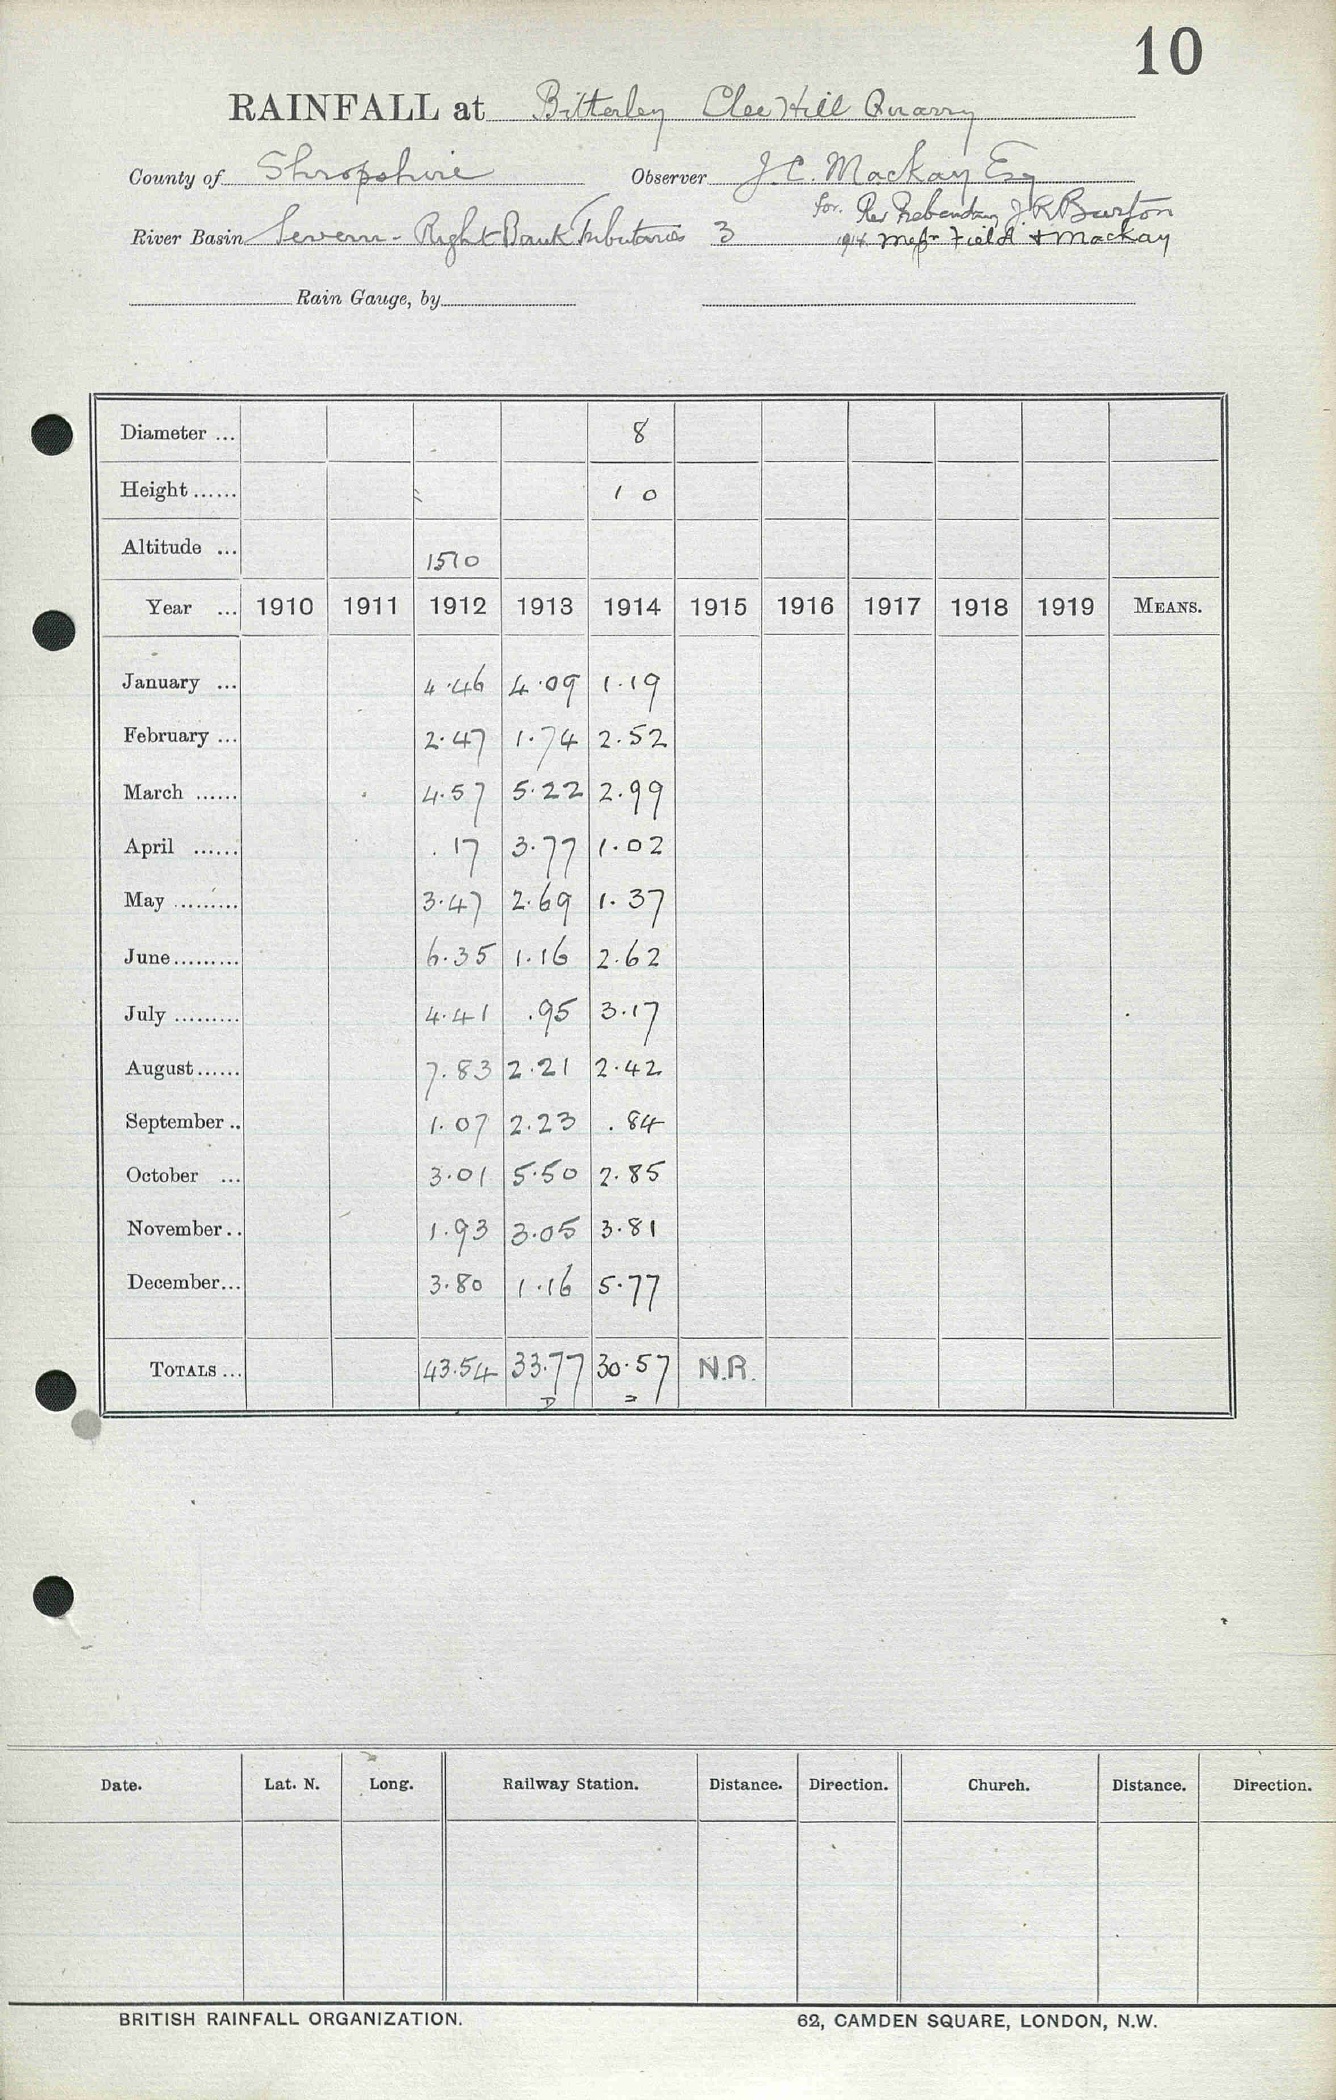 10
RAINFALL at Bitterley Clee Hill Quarry
County of Shropshire Observer J.C. Mackay Esq
for. Rev Prebendary J R Burton
River Basin Severn - Right Bank Tributaries 3 1914 Messrs Field & Mackay
Rain Gauge, by
Diameter ... 8
Height ...... 1 0
Altitude ... 1510
Year ... 1910 1911 1912 1913 1914 1915 1916 1917 1918 1919 MEANS.
January ... 4.46 4.09 1.19
February ... 2.47 1.74 2.52
March ...... 4.57 5.22 2.99
April ...... .17 3.77 1.02
May ......... 3.47 2.69 1.37
June ......... 6.35 1.16 2.62
July ......... 4.41 .95 3.17
August ...... 7.83 2.21 2.42
September .. 1.07 2.23 .84
October ... 3.01 5.50 2.85
November .. 1.93 3.05 3.81
December ... 3.80 1.16 5.77
TOTALS ... 43.54 33.77 30.57 N.R.
Date. Lat. N. Long. Railway Station. Distance. Direction. Church. Distance. Direction.
BRITISH RAINFALL ORGANIZATION. 62, CAMDEN SQUARE, LONDON, N.W.